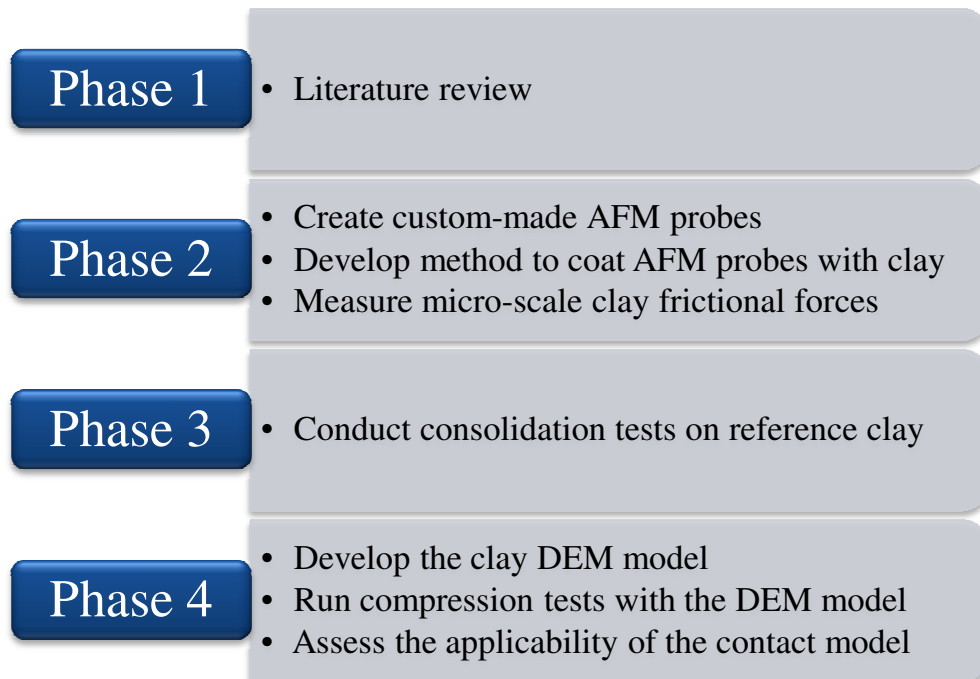 Phase 1
• Literature review
Phase 2
• Create custom-made AFM probes
• Develop method to coat AFM probes with clay
• Measure micro-scale clay frictional forces
Phase 3
• Conduct consolidation tests on reference clay
Phase 4
• Develop the clay DEM model
• Run compression tests with the DEM model
• Assess the applicability of the contact model